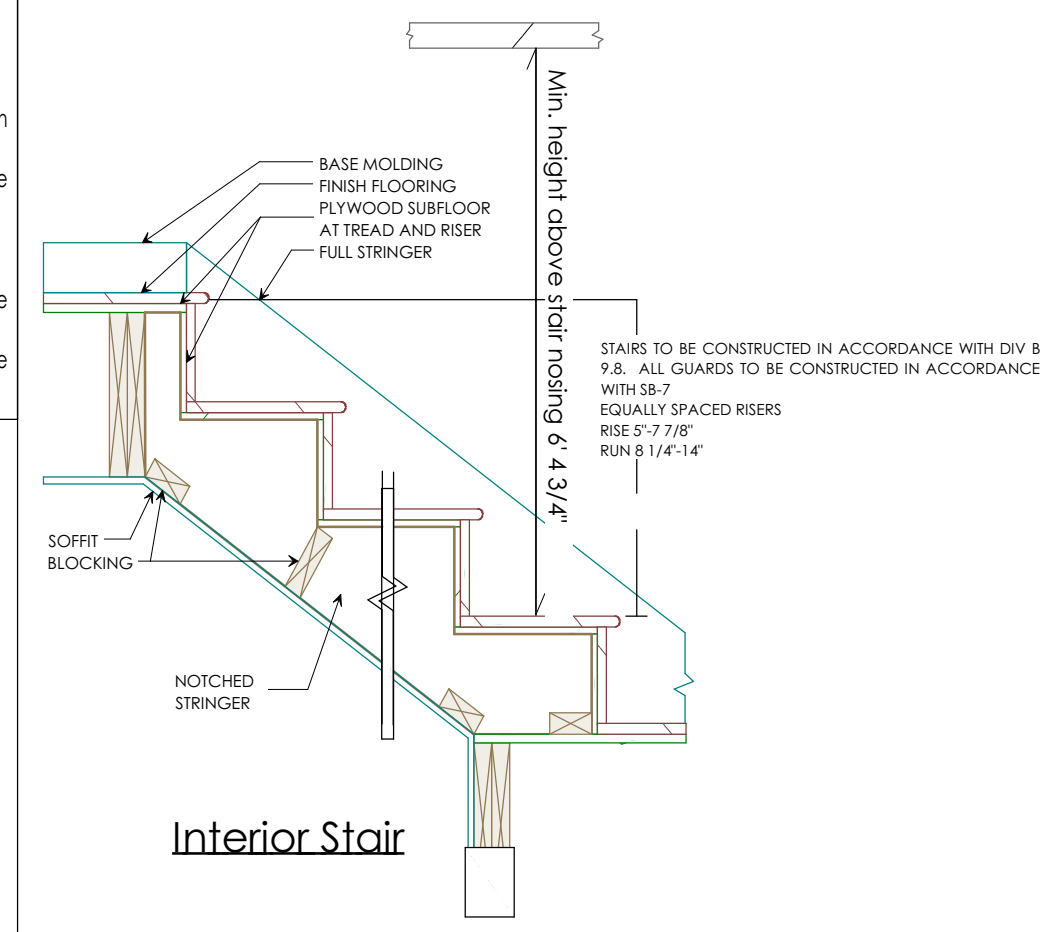 Min. height above stair nosing 6' 4 3/4"
BASE MOLDING
FINISH FLOORING
PLYWOOD SUBFLOOR
AT TREAD AND RISER
FULL STRINGER
STAIRS TO BE CONSTRUCTED IN ACCORDANCE WITH DIV B
9.8. ALL GUARDS TO BE CONSTRUCTED IN ACCORDANCE
WITH SB-7
EQUALLY SPACED RISERS
RISE 5"-7 7/8"
RUN 8 1/4"-14"
SOFFIT
BLOCKING
NOTCHED
STRINGER
Interior Stair